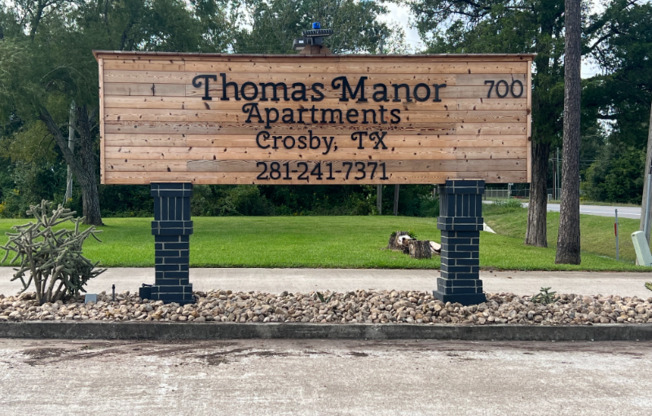 Thomas Manor 700
Apartments
Crosby, TX
281-241-7371